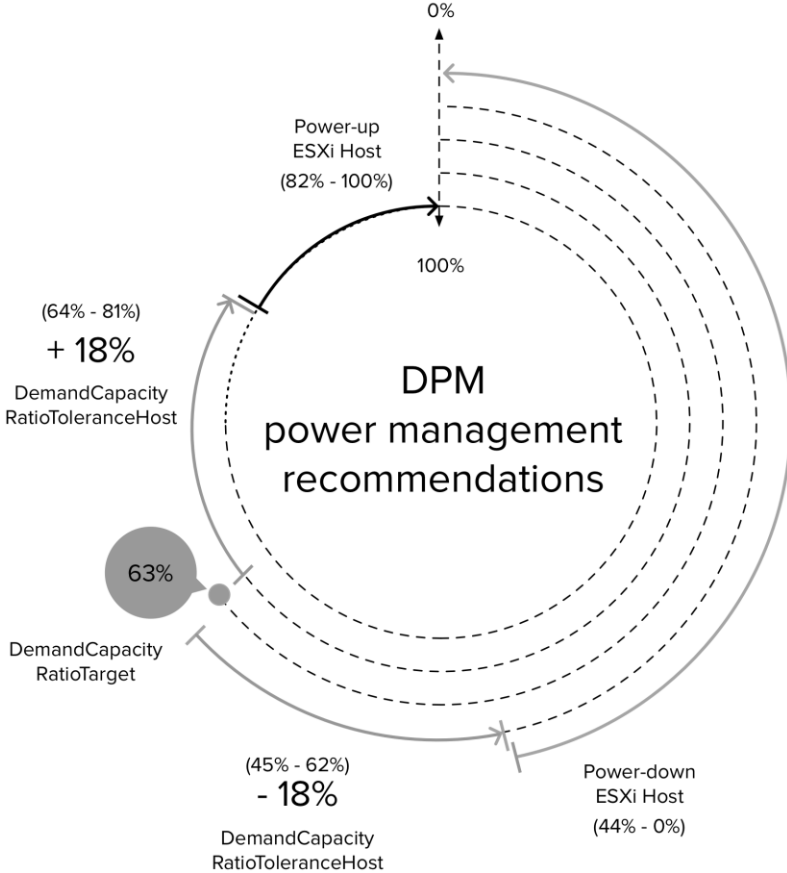 0%
Power-up
ESXi Host
(82% - 100%)
100%
(64% - 81%)
+ 18%
DemandCapacity
RatioToleranceHost
DPM
power management
recommendations
63%
DemandCapacity
RatioTarget
(45% - 62%)
- 18%
DemandCapacity
RatioToleranceHost
Power-down
ESXi Host
(44% - 0%)